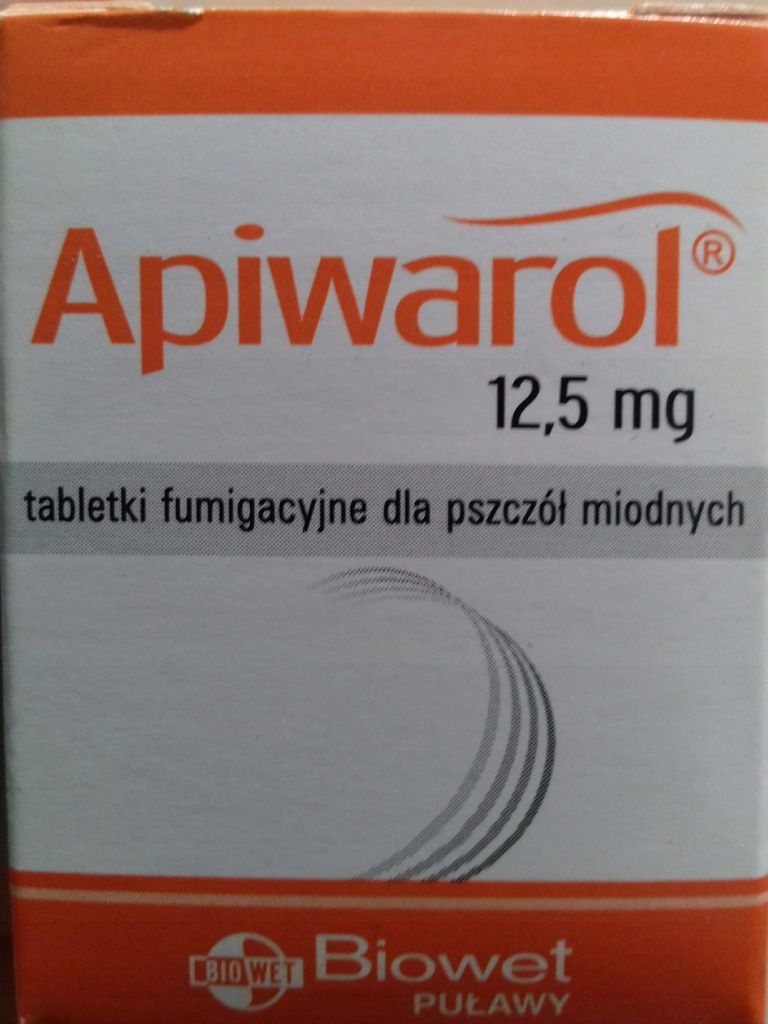 Apiwarol®
12,5 mg
tabletki fumigacyjne dla pszczół miodnych
BIOWET Biowet
PUŁAWY